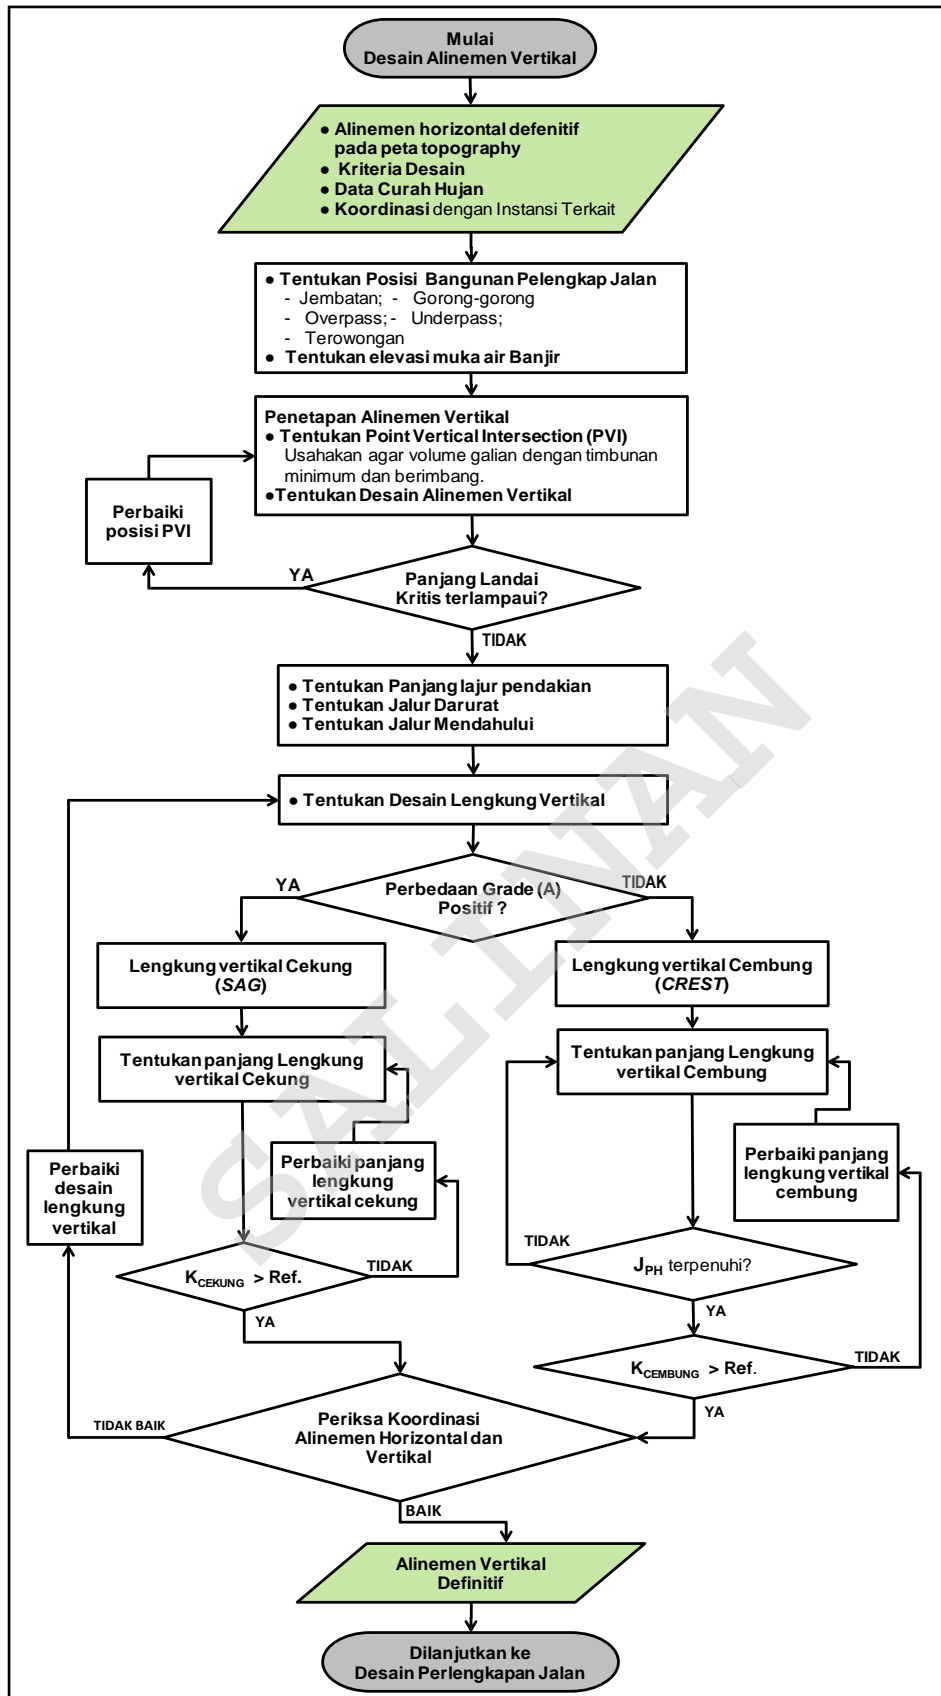 Mulai
Desain Alinemen Vertikal
● Alinemen horizontal defenitif
pada peta topography
● Kriteria Desain
● Data Curah Hujan
● Koordinasi dengan Instansi Terkait
● Tentukan Posisi Bangunan Pelengkap Jalan
- Jembatan; - Gorong-gorong
- Overpass; - Underpass;
- Terowongan
● Tentukan elevasi muka air Banjir
Penetapan Alinemen Vertikal
● Tentukan Point Vertical Intersection (PVI)
Usahakan agar volume galian dengan timbunan
minimum dan berimbang.
●Tentukan Desain Alinemen Vertikal
Perbaiki
posisi PVI
YA
Panjang Landai
Kritis terlampaui?
TIDAK
● Tentukan Panjang lajur pendakian
● Tentukan Jalur Darurat
● Tentukan Jalur Mendahului
● Tentukan Desain Lengkung Vertikal
YA
Perbedaan Grade (A)
Positif ?
TIDAK
Lengkung vertikal Cekung
(SAG)
Lengkung vertikal Cembung
(CREST)
Tentukan panjang Lengkung
vertikal Cekung
Tentukan panjang Lengkung
vertikal Cembung
Perbaiki
desain
lengkung
vertikal
Perbaiki panjang
lengkung
vertikal cekung
Perbaiki panjang
lengkung vertikal
cembung
TIDAK
JPH terpenuhi?
KCEKUNG > Ref.
TIDAK
YA
YA
KCEMBUNG > Ref.
TIDAK
YA
TIDAK BAIK
Periksa Koordinasi
Alinemen Horizontal dan
Vertikal
BAIK
Alinemen Vertikal
Definitif
Dilanjutkan ke
Desain Perlengkapan Jalan
SALINAN